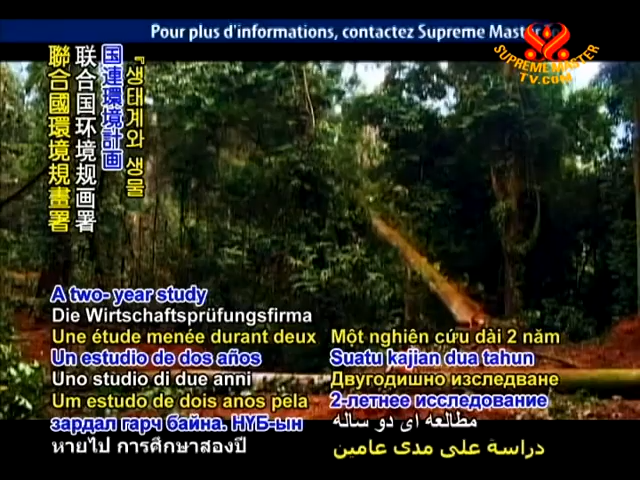 Pour plus d'informations, contactez Supreme Master
SUPREME MASTER
TV.COM
聯合國環境規畫署
联合国环境规划署
国連環境計画
『생태계와 생물
A two- year study
Die Wirtschaftsprüfungsfirma
Une étude menée durant deux
Un estudio de dos años
Uno studio di due anni
Um estudo de dois anos pela
зардал гарч байна. НҮБ-ын
หายไป การศึกษาสองปี
Một nghiên cứu dài 2 năm
Suatu kajian dua tahun
Двугодишно изследване
2-летнее исследование
مطالعه ای دو ساله
دراسة على مدى عامين